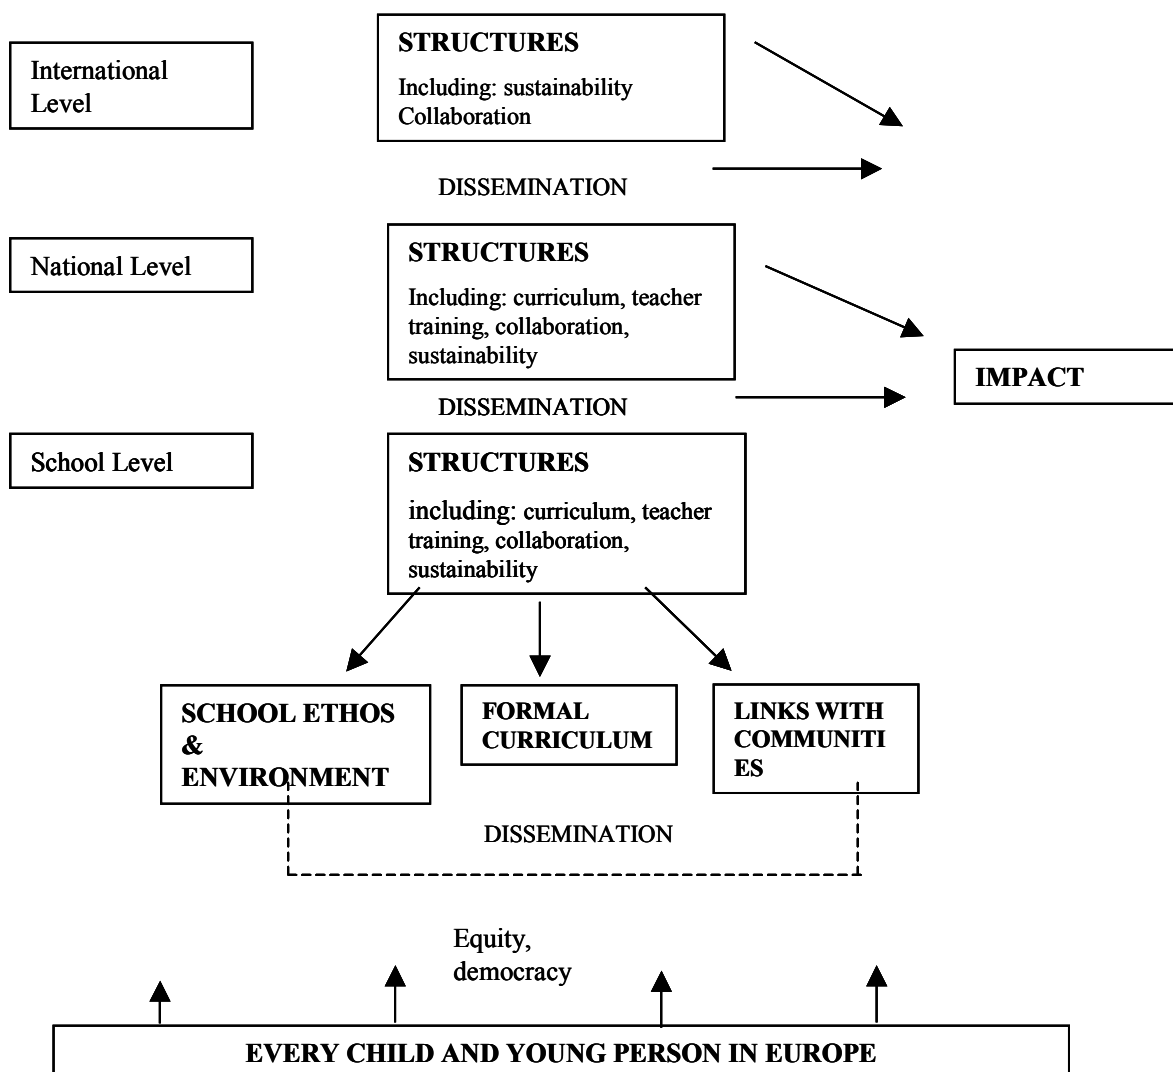 International
Level
STRUCTURES
Including: sustainability
Collaboration
DISSEMINATION
National Level
STRUCTURES
Including: curriculum, teacher
training, collaboration,
sustainability
IMPACT
DISSEMINATION
School Level
STRUCTURES
including: curriculum, teacher
training, collaboration,
sustainability
SCHOOL ETHOS
&
ENVIRONMENT
FORMAL
CURRICULUM
LINKS WITH
COMMUNITI
ES
DISSEMINATION
Equity,
democracy
EVERY CHILD AND YOUNG PERSON IN EUROPE